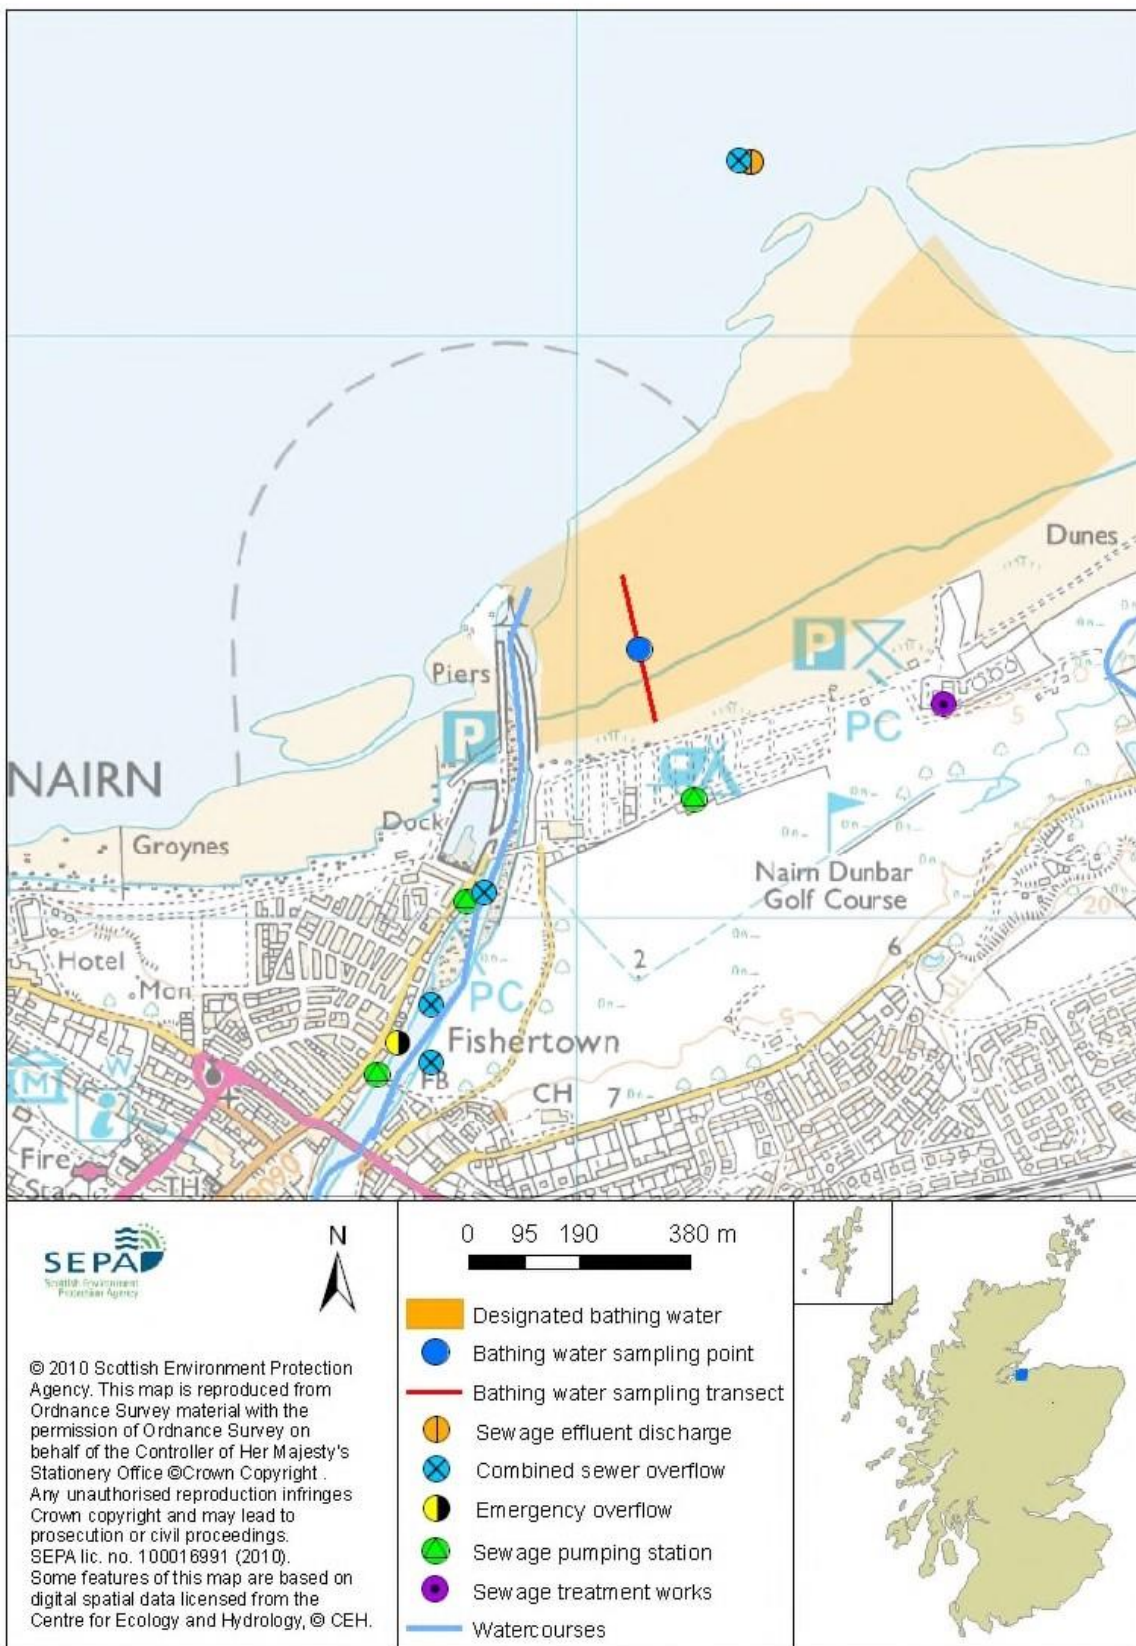 Dunes
Piers
P
P
PC
NAIRN
Dock
Groynes
Nairn Dunbar
Golf Course
20
5
Hotel
Mon
2
6
PC
5
Fishertown
W
M
i
FB
CH
7
Fire
Sta
TH
A
B9090
SEPA
Scottish Environment
Protection Agency
N
© 2010 Scottish Environment Protection
Agency. This map is reproduced from
Ordnance Survey material with the
permission of Ordnance Survey on
behalf of the Controller of Her Majesty's
Stationery Office ©Crown Copyright .
Any unauthorised reproduction infringes
Crown copyright and may lead to
prosecution or civil proceedings.
SEPA lic. no. 100016991 (2010).
Some features of this map are based on
digital spatial data licensed from the
Centre for Ecology and Hydrology, © CEH.
0 95 190 380 m
Designated bathing water
Bathing water sampling point
Bathing water sampling transect
Sewage effluent discharge
Combined sewer overflow
Emergency overflow
Sewage pumping station
Sewage treatment works
Watercourses